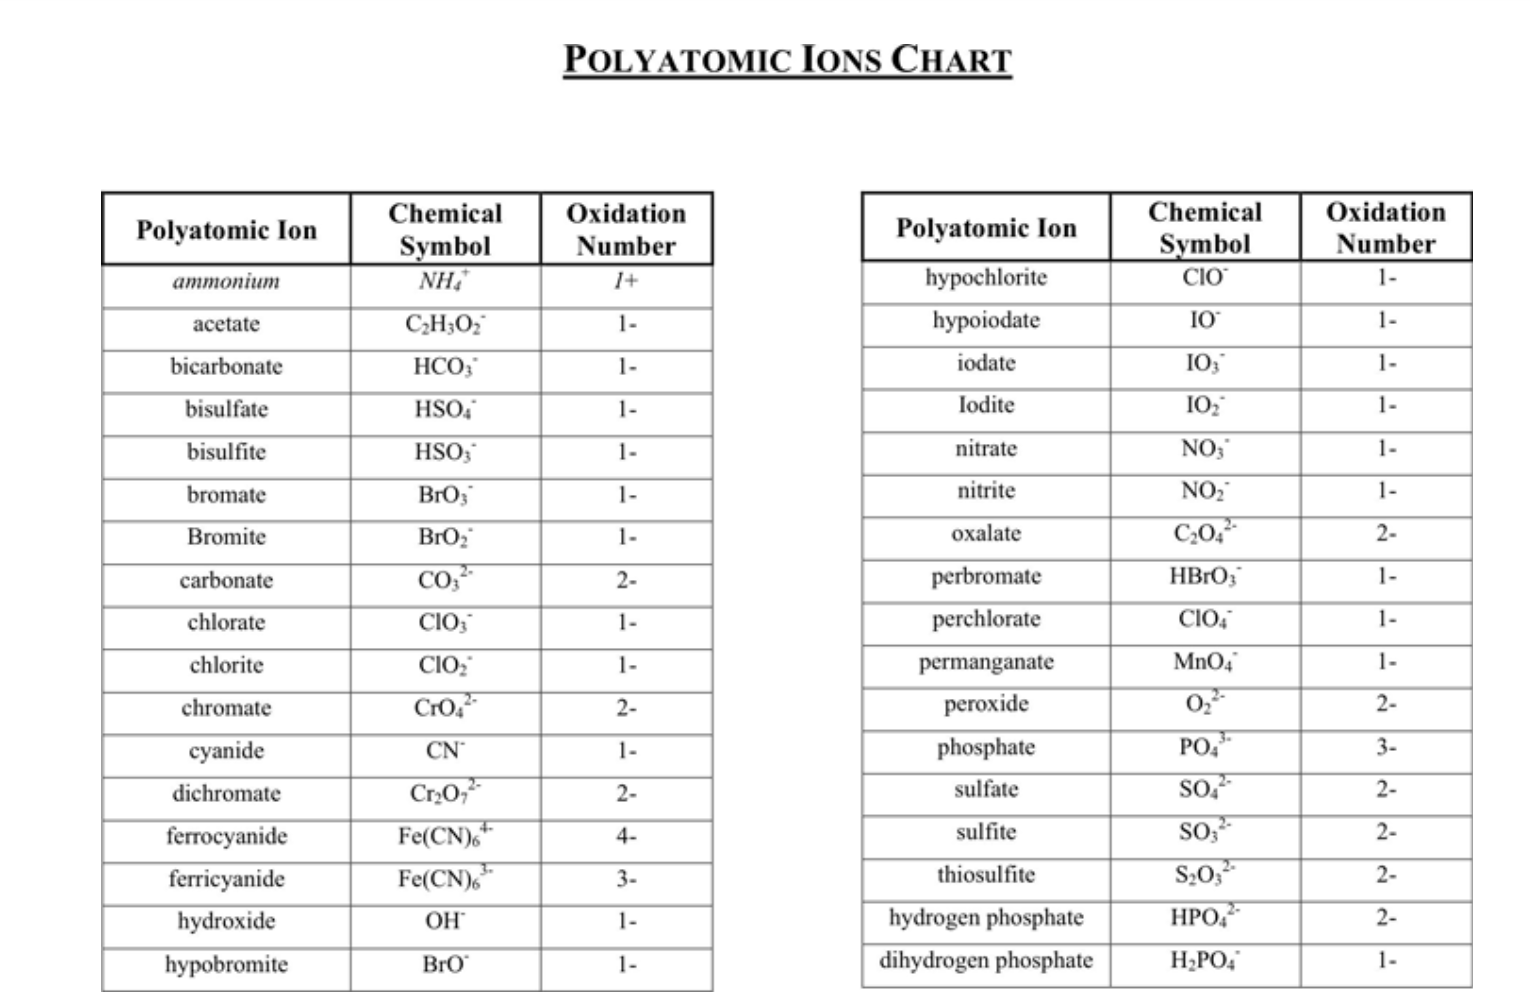 POLYATOMIC IONS CHART
Polyatomic Ion | Chemical Symbol | Oxidation Number
ammonium | NH₄⁺ | 1+
acetate | C₂H₃O₂⁻ | 1-
bicarbonate | HCO₃⁻ | 1-
bisulfate | HSO₄⁻ | 1-
bisulfite | HSO₃⁻ | 1-
bromate | BrO₃⁻ | 1-
Bromite | BrO₂⁻ | 1-
carbonate | CO₃²⁻ | 2-
chlorate | ClO₃⁻ | 1-
chlorite | ClO₂⁻ | 1-
chromate | CrO₄²⁻ | 2-
cyanide | CN⁻ | 1-
dichromate | Cr₂O₇²⁻ | 2-
ferrocyanide | Fe(CN)₆⁴⁻ | 4-
ferricyanide | Fe(CN)₆³⁻ | 3-
hydroxide | OH⁻ | 1-
hypobromite | BrO⁻ | 1-
Polyatomic Ion | Chemical Symbol | Oxidation Number
hypochlorite | ClO⁻ | 1-
hypoiodate | IO⁻ | 1-
iodate | IO₃⁻ | 1-
Iodite | IO₂⁻ | 1-
nitrate | NO₃⁻ | 1-
nitrite | NO₂⁻ | 1-
oxalate | C₂O₄²⁻ | 2-
perbromate | HBrO₃⁻ | 1-
perchlorate | ClO₄⁻ | 1-
permanganate | MnO₄⁻ | 1-
peroxide | O₂²⁻ | 2-
phosphate | PO₄³⁻ | 3-
sulfate | SO₄²⁻ | 2-
sulfite | SO₃²⁻ | 2-
thiosulfite | S₂O₃²⁻ | 2-
hydrogen phosphate | HPO₄²⁻ | 2-
dihydrogen phosphate | H₂PO₄⁻ | 1-